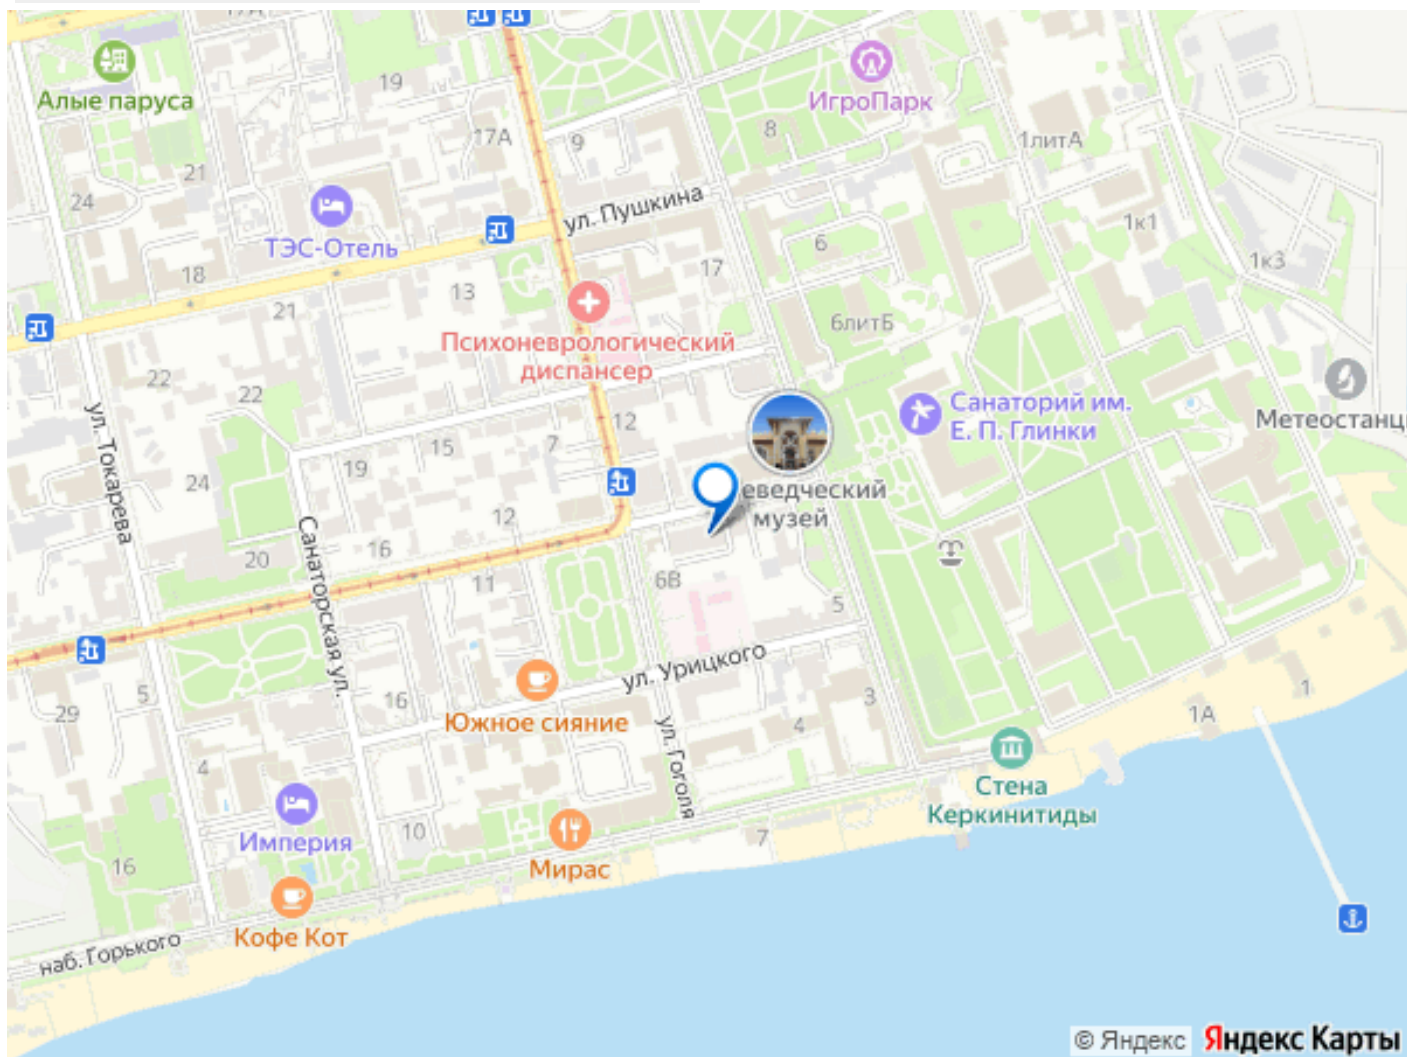 17А
Алые паруса
19
ИгроПарк
17А
9
8
1литА
21
24
ул. Пушкина
ТЭС-Отель
6
1к1
18
13
17
1к3
21
Психоневрологический
диспансер
6литБ
22
22
Санаторий им.
Е. П. Глинки
Метеостанц
ул. Токарева
15
7
12
19
24
еведческий
музей
12
16
20
Санаторская ул.
11
6В
5
ул. Урицкого
5
29
16
Южное сияние
3
4
1А
1
ул. Гоголя
4
Стена
Керкинитиды
Империя
10
7
16
Мирас
Кофе Кот
наб. Горького
© Яндекс Яндекс Карты